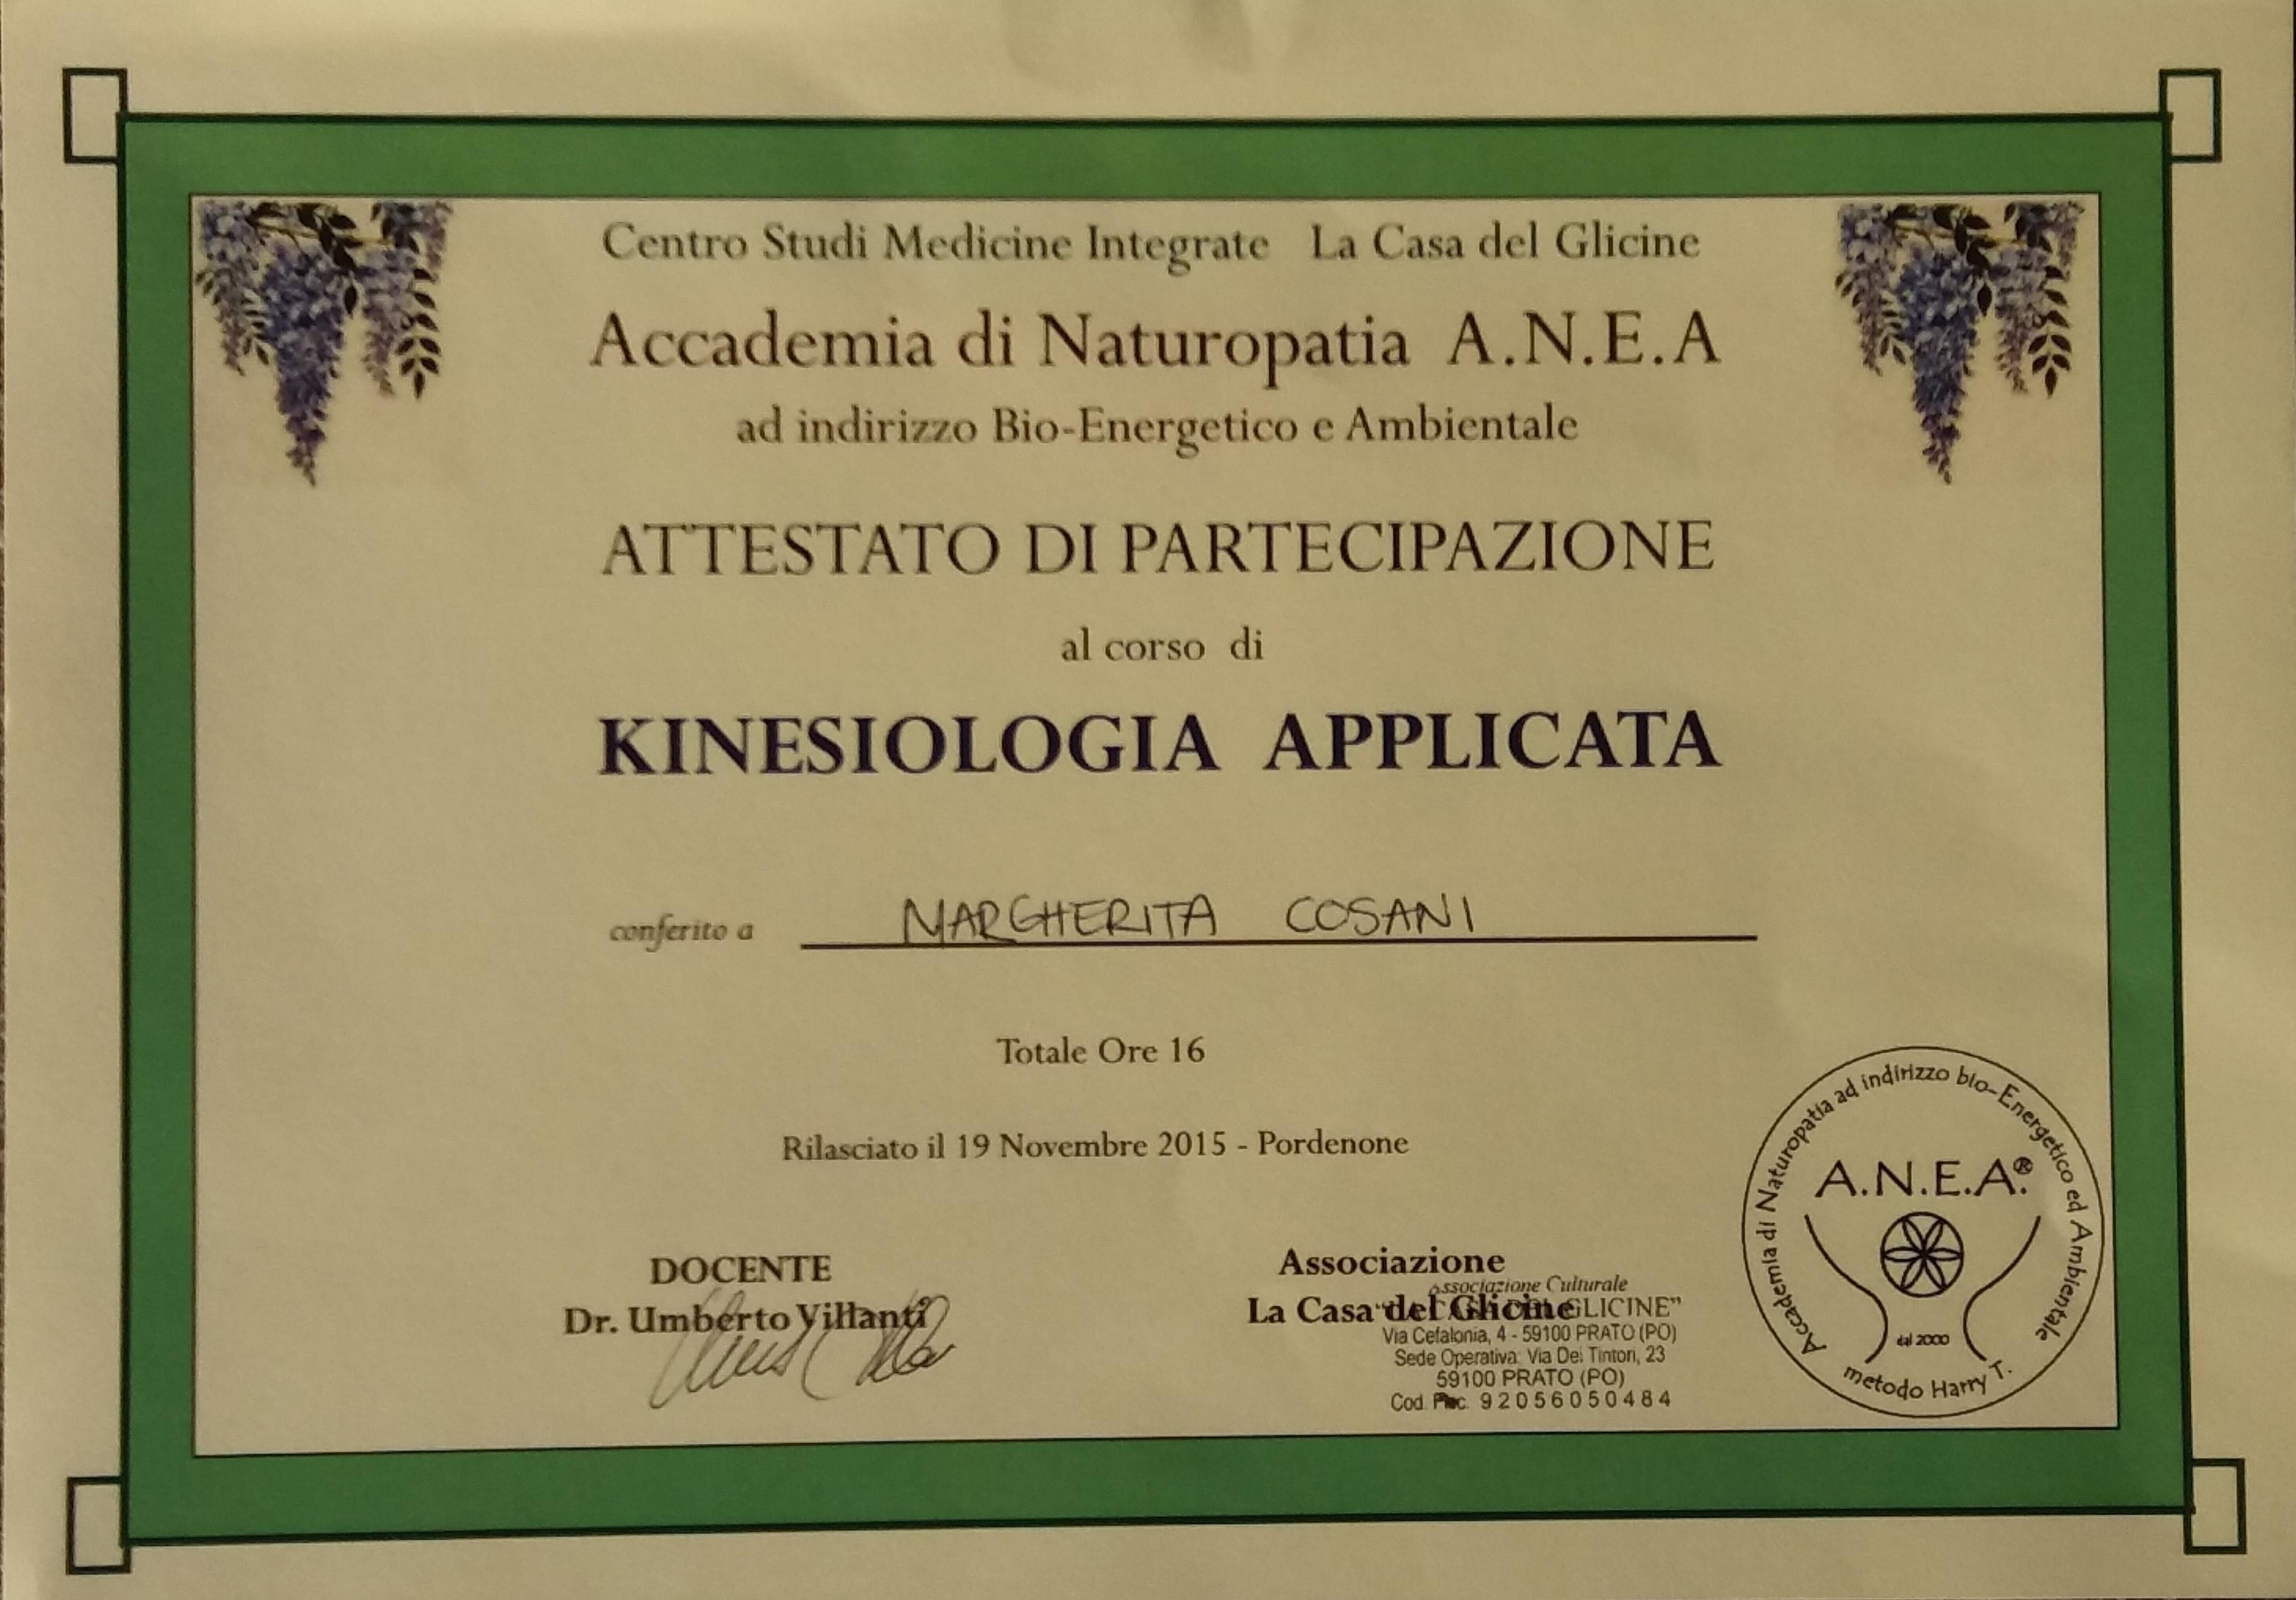 Centro Studi Medicine Integrate La Casa del Glicine
Accademia di Naturopatia A.N.E.A
ad indirizzo Bio-Energetico e Ambientale
ATTESTATO DI PARTECIPAZIONE
al corso di
KINESIOLOGIA APPLICATA
conferito a MARGHERITA COSANI
Totale Ore 16
Rilasciato il 19 Novembre 2015 - Pordenone
DOCENTE
Dr. Umberto Villanti
Associazione
La Casa del Glicine
Associazione Culturale
GLICINE"
Via Cefalonia, 4 - 59100 PRATO (PO)
Sede Operativa: Via Dei Tintori, 23
59100 PRATO (PO)
Cod. 92056050484
Accademia di Naturopatia ad indirizzo bio-Energetico ed Ambientale
A.N.E.A.®
dal 2000
metodo Harry T.